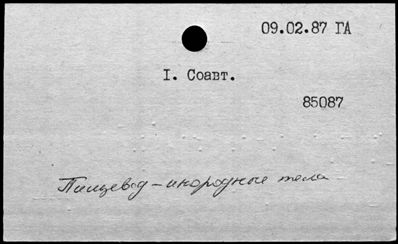 09.02.87 ГА
I. Соавт.
85087
Пищевод – инородные тела